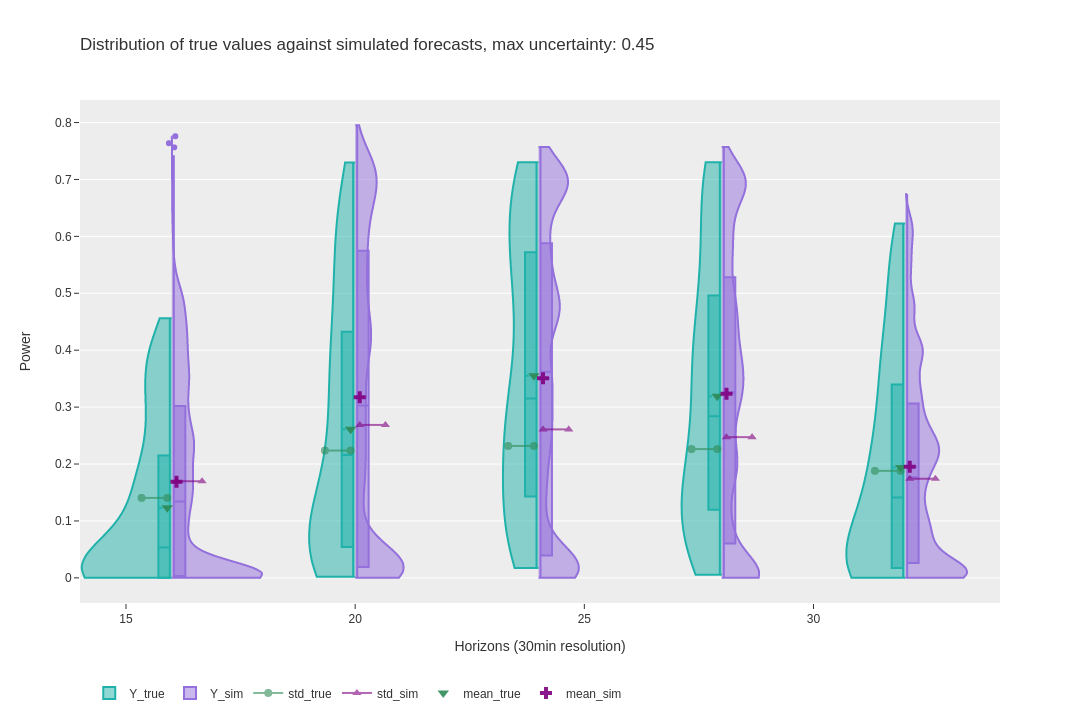 Distribution of true values against simulated forecasts, max uncertainty: 0.45
0.8
0.7
0.6
0.5
0.4
0.3
0.2
0.1
0
Power
15 20 25 30
Horizons (30min resolution)
Y_true Y_sim std_true std_sim mean_true mean_sim